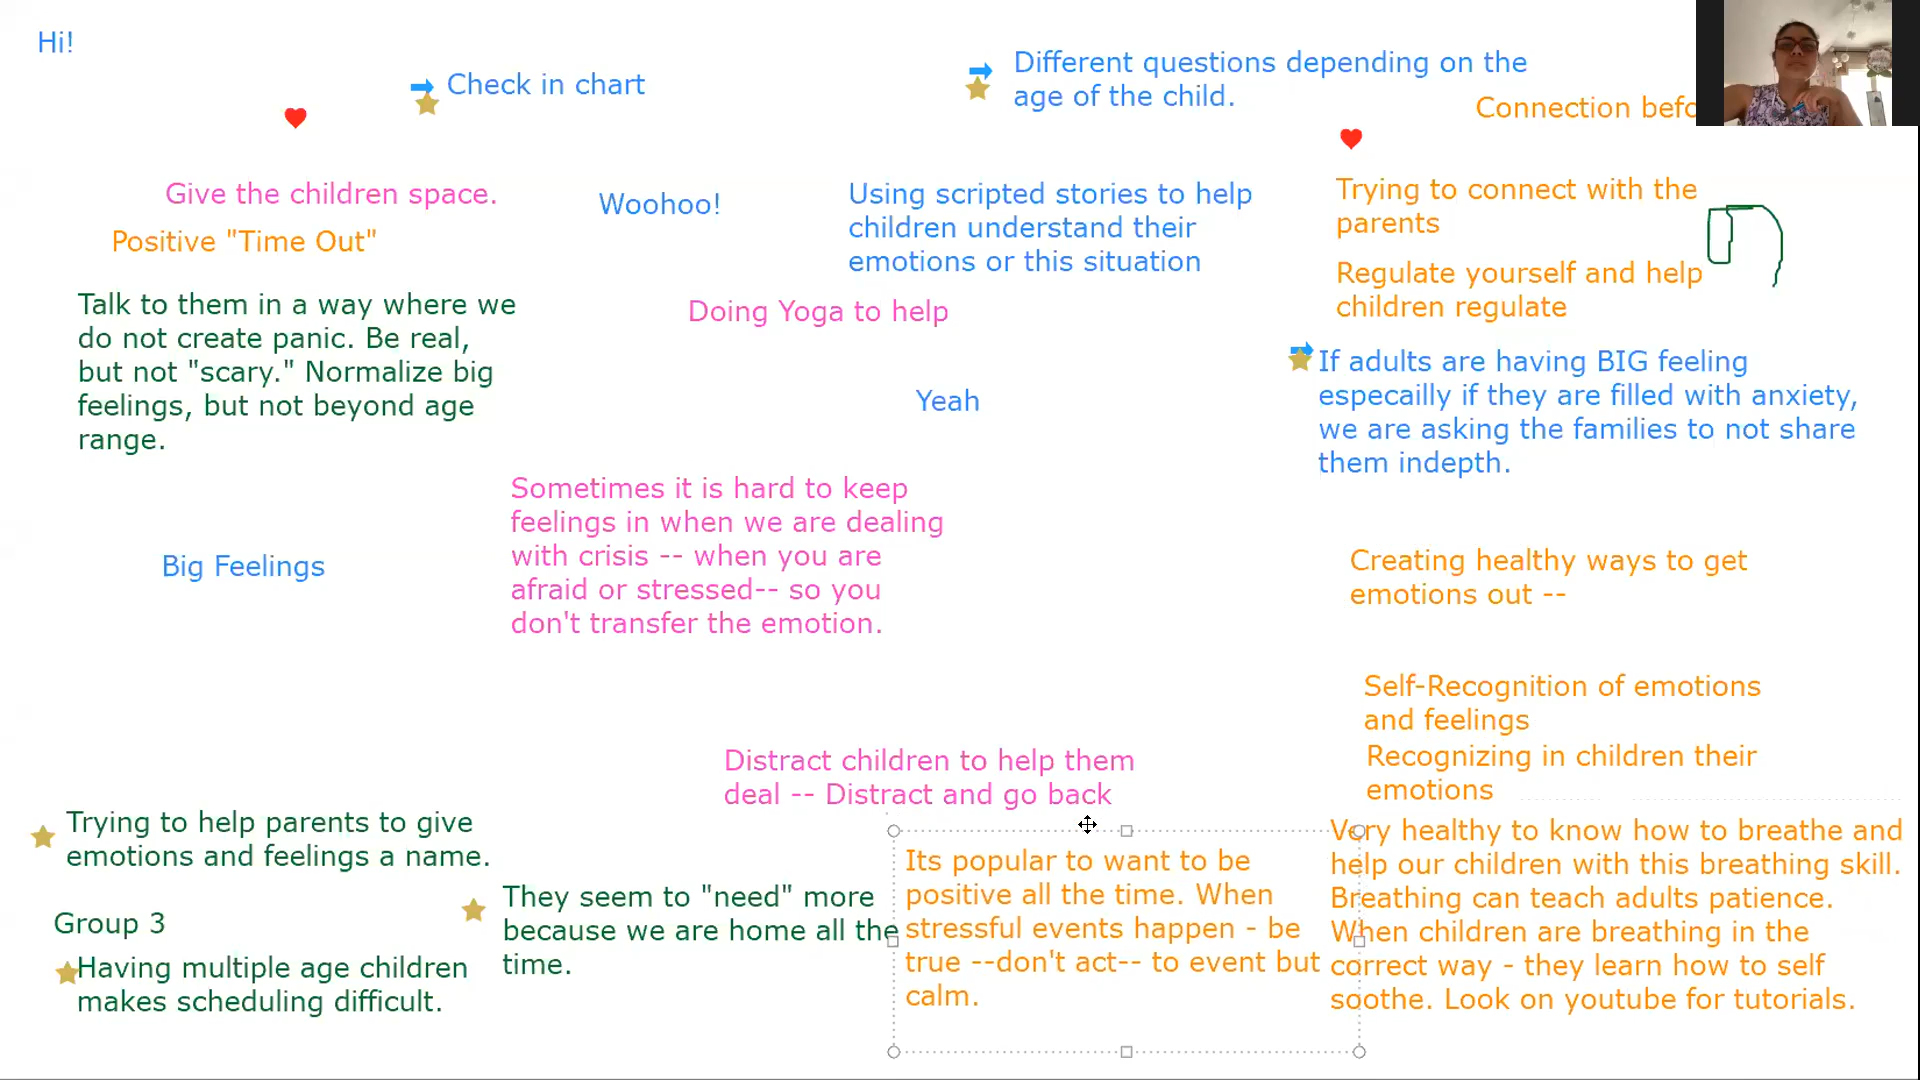 Hi!
Check in chart
Different questions depending on the
age of the child.
Connection
Give the children space.
Positive "Time Out"
Woohoo!
Using scripted stories to help
children understand their
emotions or this situation
Trying to connect with the
parents
Regulate yourself and help
children regulate
Talk to them in a way where we
do not create panic. Be real,
but not "scary." Normalize big
feelings, but not beyond age
range.
Doing Yoga to help
If adults are having BIG feeling
especailly if they are filled with anxiety,
we are asking the families to not share
them indepth.
Yeah
Sometimes it is hard to keep
feelings in when we are dealing
with crisis -- when you are
afraid or stressed-- so you
don't transfer the emotion.
Big Feelings
Creating healthy ways to get
emotions out --
Self-Recognition of emotions
and feelings
Recognizing in children their
emotions
Distract children to help them
deal -- Distract and go back
Trying to help parents to give
emotions and feelings a name.
Group 3
Having multiple age children
makes scheduling difficult.
They seem to "need" more
because we are home all the
time.
Its popular to want to be
positive all the time. When
stressful events happen - be
true --don't act-- to event but
calm.
Very healthy to know how to breathe and
help our children with this breathing skill.
Breathing can teach adults patience.
When children are breathing in the
correct way - they learn how to self
soothe. Look on youtube for tutorials.